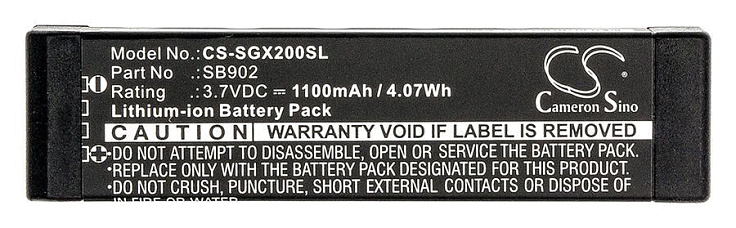 Model No.: CS-SGX200SL
Part No : SB902
Rating : 3.7VDC ⎓ 1100mAh / 4.07Wh
Lithium-ion Battery Pack
CS
Cameron Sino
CAUTION WARRANTY VOID IF LABEL IS REMOVED
•DO NOT ATTEMPT TO DISASSEMBLE, OPEN OR SERVICE THE BATTERY PACK.
•REPLACE ONLY WITH THE BATTERY PACK DESIGNATED FOR THIS PRODUCT.
•DO NOT CRUSH, PUNCTURE, SHORT EXTERNAL CONTACTS OR DISPOSE OF IN